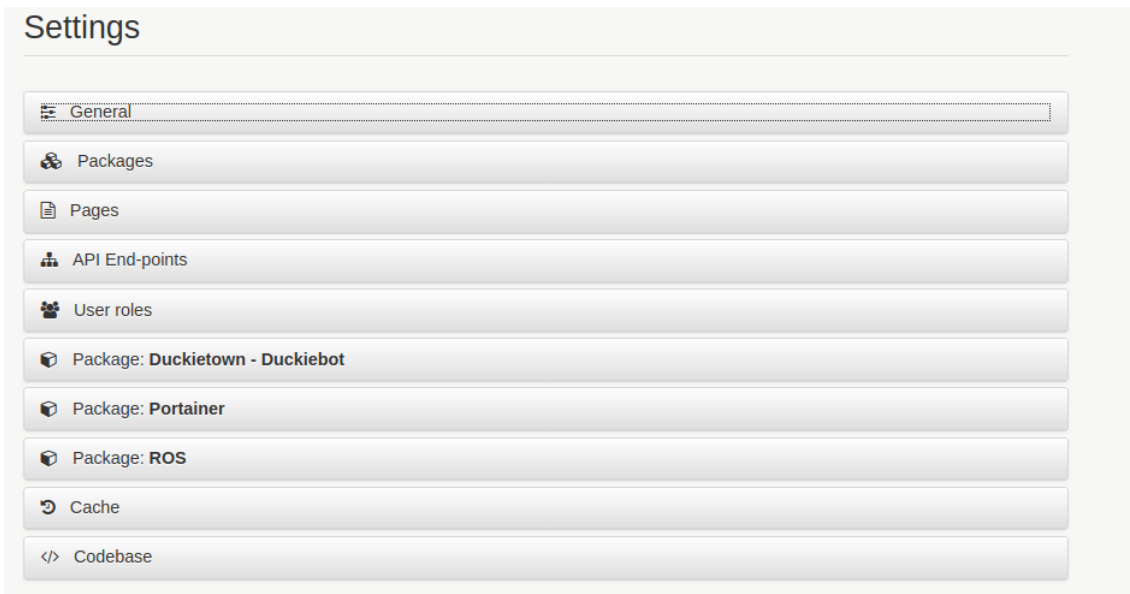 Settings
General
Packages
Pages
API End-points
User roles
Package: Duckietown - Duckiebot
Package: Portainer
Package: ROS
Cache
Codebase